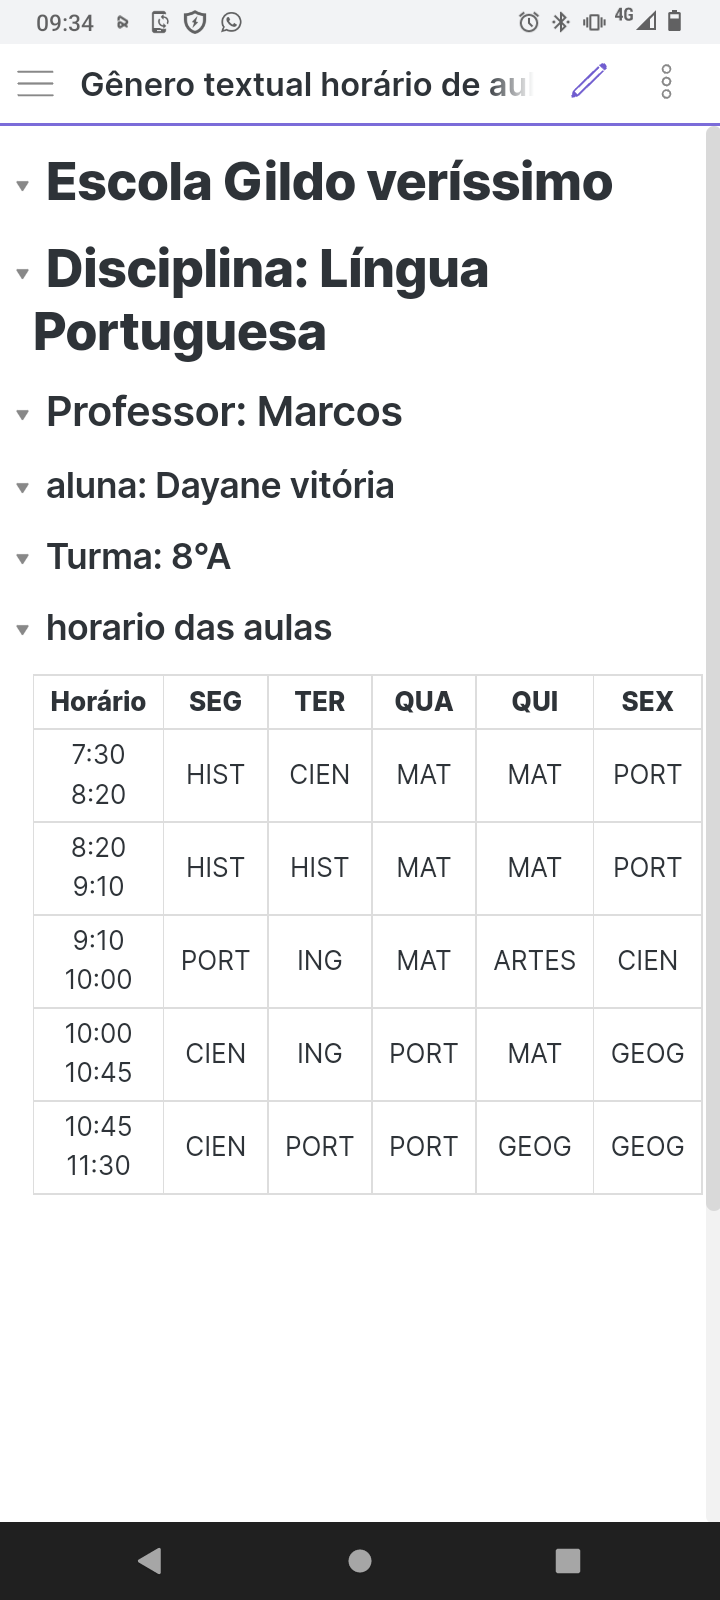 09:34
4G
Gênero textual horário de aul
Escola Gildo veríssimo
Disciplina: Língua
Portuguesa
Professor: Marcos
aluna: Dayane vitória
Turma: 8°A
horario das aulas
Horário SEG TER QUA QUI SEX
7:30
8:20
HIST CIEN MAT MAT PORT
8:20
9:10
HIST HIST MAT MAT PORT
9:10
10:00
PORT ING MAT ARTES CIEN
10:00
10:45
CIEN ING PORT MAT GEOG
10:45
11:30
CIEN PORT PORT GEOG GEOG